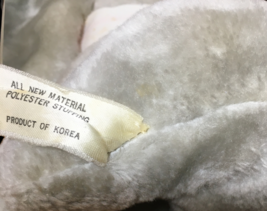 ALL NEW MATERIAL
POLYESTER STUFFING
PRODUCT OF KOREA